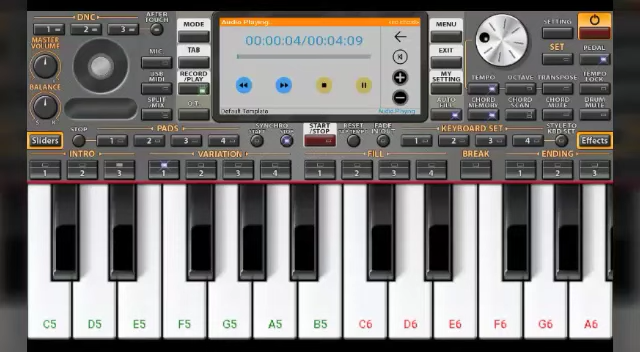 DNC
1 2 3
AFTER TOUCH
MASTER VOLUME
BALANCE
MIC
USB MIDI
SPLIT MIX
MODE
TAB
RECORD /PLAY
O.T.
Audio Playing..
00:00:04/00:04:09
Default Template
Audio Playing
MENU
EXIT
MY SETTING
AUTO FILL
SETTING
SET
PEDAL
TEMPO
OCTAVE
TRANSPOSE
TEMPO LOCK
CHORD MEMORY
CHORD SCAN
CHORD MUTE
DRUM MUTE
Sliders
STOP
PADS
1 2 3 4
SYNCHRO
START STOP
START /STOP
RESET
TAP TEMPO
FADE IN/OUT
KEYBOARD SET
1 2 3 4
STYLE TO KBD SET
Effects
INTRO
VARIATION
FILL
BREAK
ENDING
1 2 3 1 2 3 4 1 2 3 4 1 2 3
C5 D5 E5 F5 G5 A5 B5 C6 D6 E6 F6 G6 A6